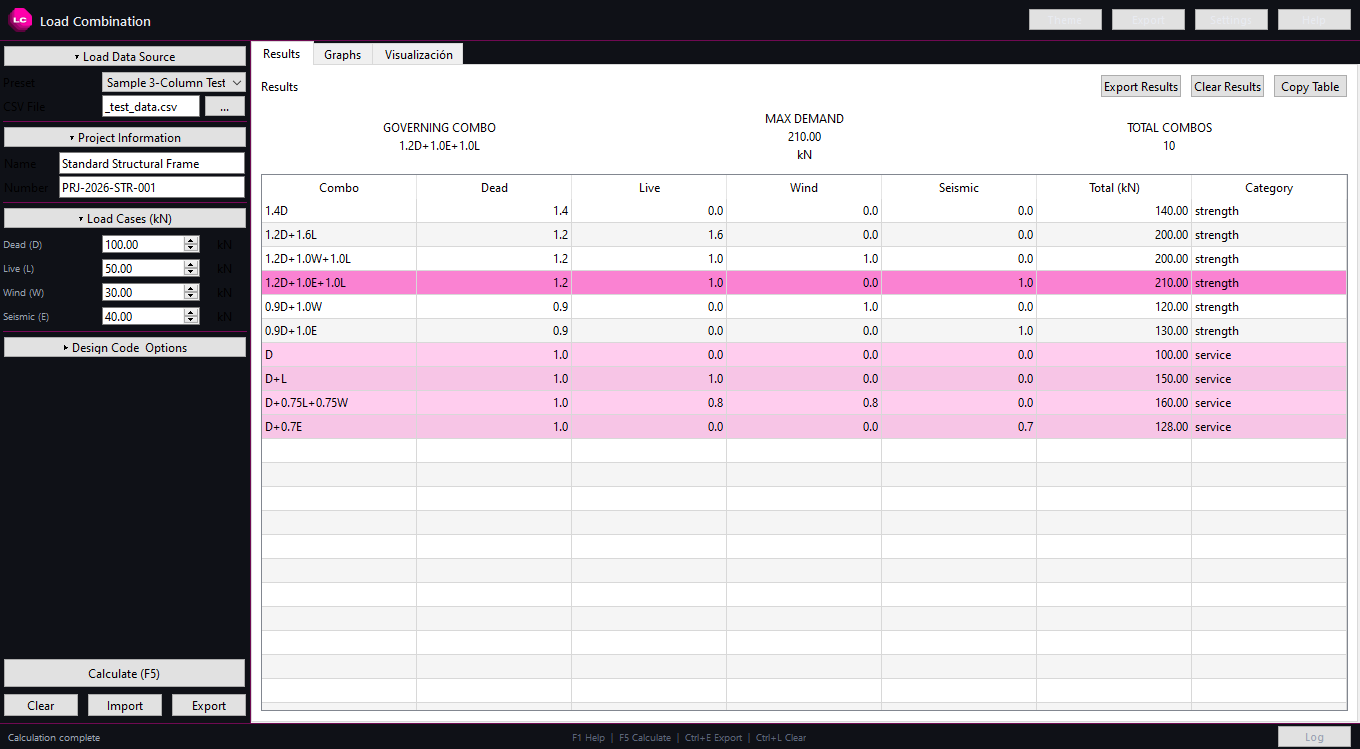 LC Load Combination
Theme Export Settings Help
Load Data Source
Preset Sample 3-Column Test
CSV File _test_data.csv ...
Project Information
Name Standard Structural Frame
Number PRJ-2026-STR-001
Load Cases (kN)
Dead (D) 100.00 kN
Live (L) 50.00 kN
Wind (W) 30.00 kN
Seismic (E) 40.00 kN
Design Code Options
Calculate (F5)
Clear Import Export
Results Graphs Visualización
Results Export Results Clear Results Copy Table
GOVERNING COMBO
1.2D+1.0E+1.0L
MAX DEMAND
210.00
kN
TOTAL COMBOS
10
Combo Dead Live Wind Seismic Total (kN) Category
1.4D 1.4 0.0 0.0 0.0 140.00 strength
1.2D+1.6L 1.2 1.6 0.0 0.0 200.00 strength
1.2D+1.0W+1.0L 1.2 1.0 1.0 0.0 200.00 strength
1.2D+1.0E+1.0L 1.2 1.0 0.0 1.0 210.00 strength
0.9D+1.0W 0.9 0.0 1.0 0.0 120.00 strength
0.9D+1.0E 0.9 0.0 0.0 1.0 130.00 strength
D 1.0 0.0 0.0 0.0 100.00 service
D+L 1.0 1.0 0.0 0.0 150.00 service
D+0.75L+0.75W 1.0 0.8 0.8 0.0 160.00 service
D+0.7E 1.0 0.0 0.0 0.7 128.00 service
Calculation complete F1 Help | F5 Calculate | Ctrl+E Export | Ctrl+L Clear Log